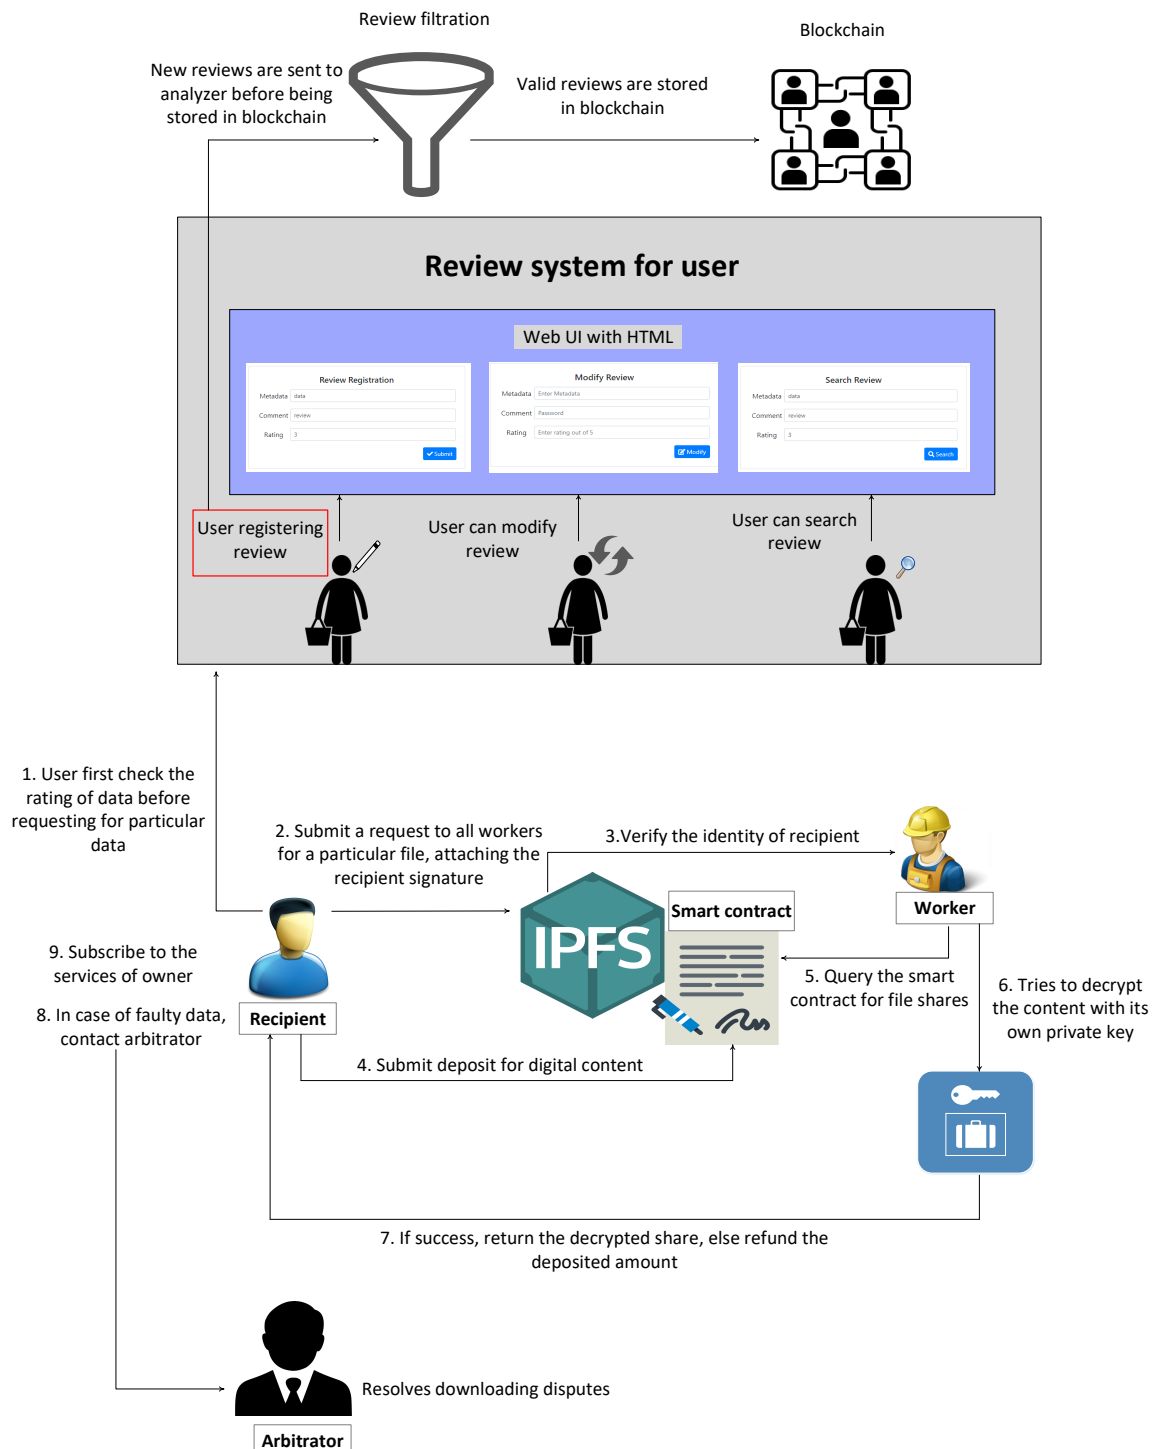 Review filtration
Blockchain
New reviews are sent to
analyzer before being
stored in blockchain
Valid reviews are stored
in blockchain
Review system for user
Web UI with HTML
Review Registration
Metadata data
Comment review
Rating 3
Submit
Modify Review
Metadata Enter Metadata
Comment Password
Rating Enter rating out of 5
Modify
Search Review
Metadata data
Comment review
Rating 3
Search
User registering
review
User can modify
review
User can search
review
1. User first check the
rating of data before
requesting for particular
data
2. Submit a request to all workers
for a particular file, attaching the
recipient signature
3.Verify the identity of recipient
IPFS
Smart contract
Worker
9. Subscribe to the
services of owner
8. In case of faulty data,
contact arbitrator
Recipient
5. Query the smart
contract for file shares
6. Tries to decrypt
the content with its
own private key
4. Submit deposit for digital content
7. If success, return the decrypted share, else refund the
deposited amount
Resolves downloading disputes
Arbitrator